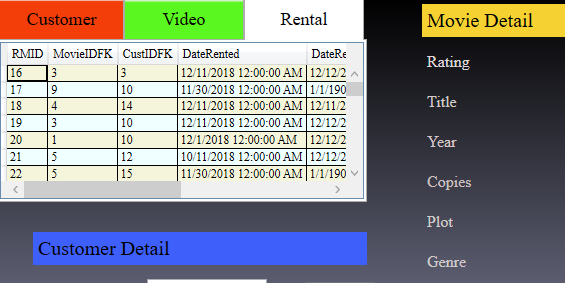 Customer Video Rental
RMID MovieIDFK CustIDFK DateRented DateRe
16 3 3 12/11/2018 12:00:00 AM 12/12/2
17 9 10 11/30/2018 12:00:00 AM 1/1/190
18 4 14 12/11/2018 12:00:00 AM 12/11/2
19 3 10 12/11/2018 12:00:00 AM 12/12/2
20 1 10 12/1/2018 12:00:00 AM 12/12/2
21 5 12 10/11/2018 12:00:00 AM 12/12/2
22 5 15 11/30/2018 12:00:00 AM 1/1/190
Customer Detail
Movie Detail
Rating
Title
Year
Copies
Plot
Genre